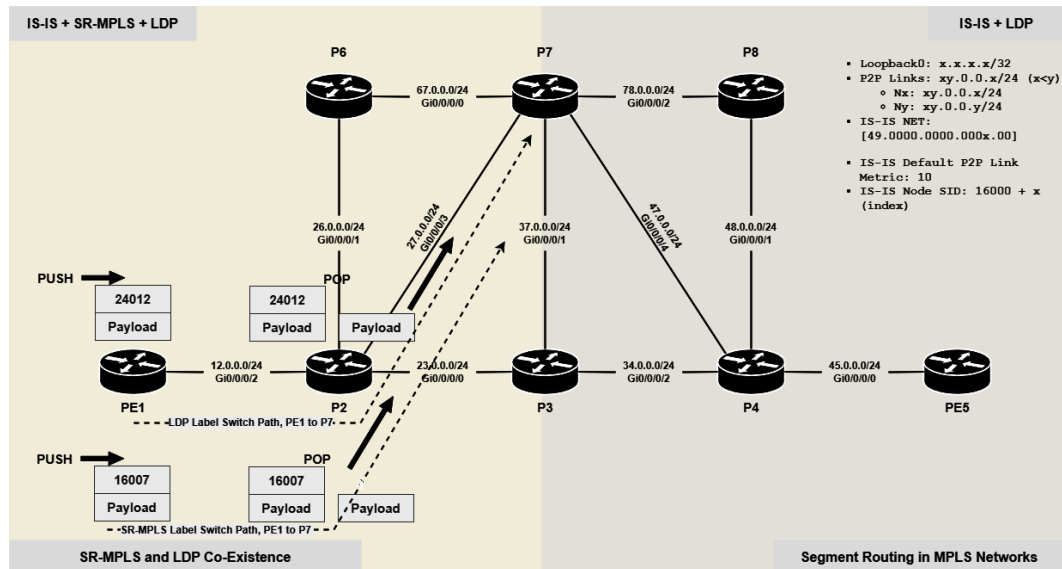 IS-IS + SR-MPLS + LDP
IS-IS + LDP
P6
P7
P8
▪ Loopback0: x.x.x.x/32
▪ P2P Links: xy.0.0.x/24 (x<y)
○ Nx: xy.0.0.x/24
○ Ny: xy.0.0.y/24
▪ IS-IS NET:
[49.0000.0000.000x.00]
▪ IS-IS Default P2P Link
Metric: 10
▪ IS-IS Node SID: 16000 + x
(index)
67.0.0.0/24
Gi0/0/0/0
78.0.0.0/24
Gi0/0/0/2
26.0.0.0/24
Gi0/0/0/1
27.0.0.0/24
Gi0/0/0/3
37.0.0.0/24
Gi0/0/0/1
47.0.0.0/24
Gi0/0/0/4
48.0.0.0/24
Gi0/0/0/1
PUSH
POP
24012
Payload
24012
Payload
Payload
12.0.0.0/24
Gi0/0/0/2
23.0.0.0/24
Gi0/0/0/0
34.0.0.0/24
Gi0/0/0/2
45.0.0.0/24
Gi0/0/0/0
PE1
P2
P3
P4
PE5
LDP Label Switch Path, PE1 to P7
PUSH
POP
16007
Payload
16007
Payload
Payload
SR-MPLS Label Switch Path, PE1 to P7
SR-MPLS and LDP Co-Existence
Segment Routing in MPLS Networks